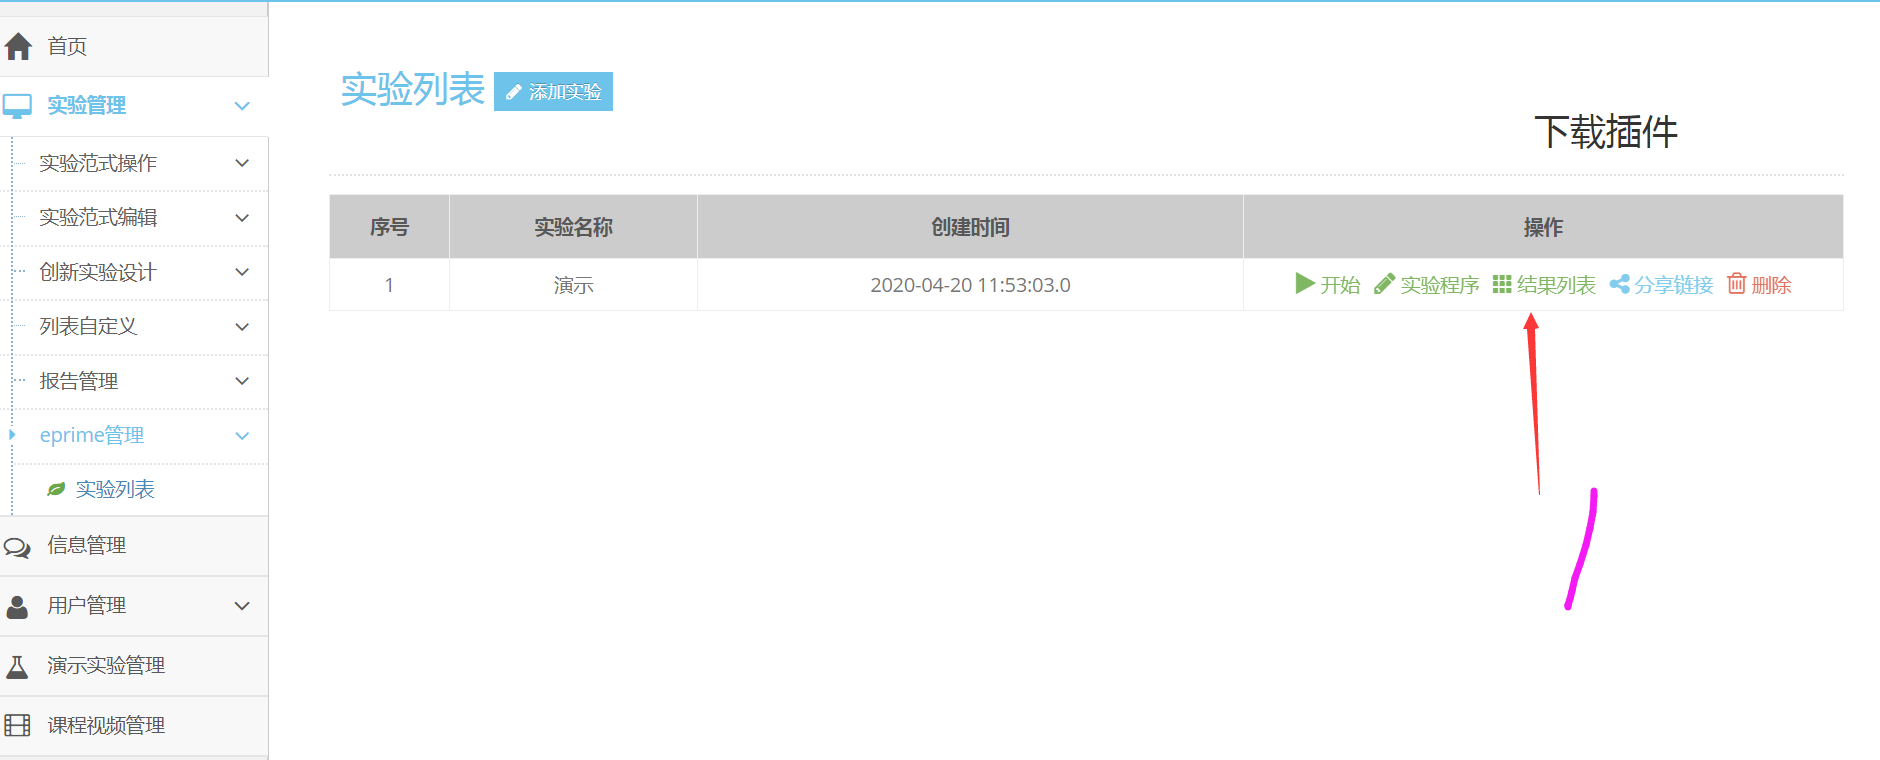 首页
实验管理
实验范式操作
实验范式编辑
创新实验设计
列表自定义
报告管理
eprime管理
实验列表
信息管理
用户管理
演示实验管理
课程视频管理
实验列表 添加实验
下载插件
序号 实验名称 创建时间 操作
1 演示 2020-04-20 11:53:03.0 开始 实验程序 结果列表 分享链接 删除